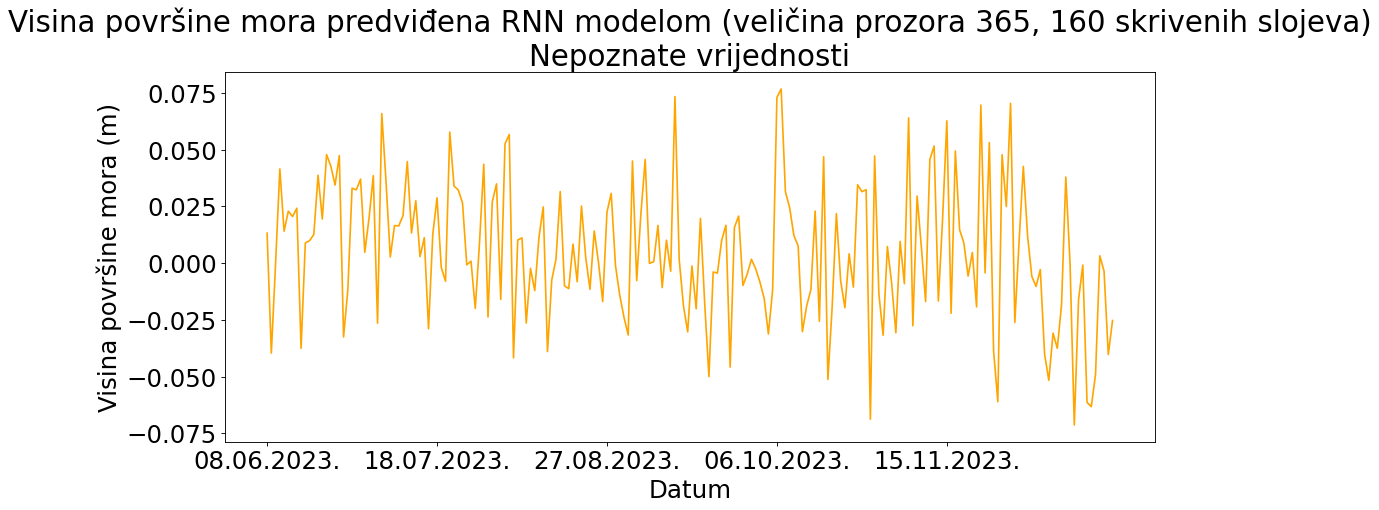 Visina površine mora predviđena RNN modelom (veličina prozora 365, 160 skrivenih slojeva)
Nepoznate vrijednosti
Visina površine mora (m)
0.075
0.050
0.025
0.000
−0.025
−0.050
−0.075
08.06.2023. 18.07.2023. 27.08.2023. 06.10.2023. 15.11.2023.
Datum